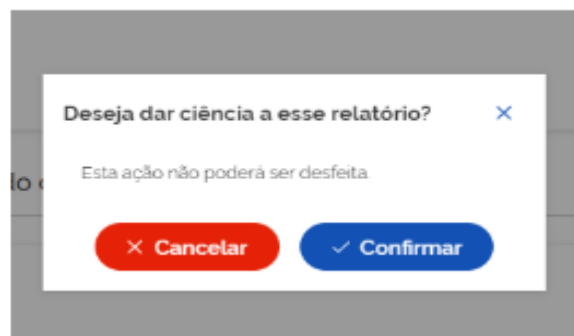 Deseja dar ciência a esse relatório?
Esta ação não poderá ser desfeita.
Cancelar
Confirmar